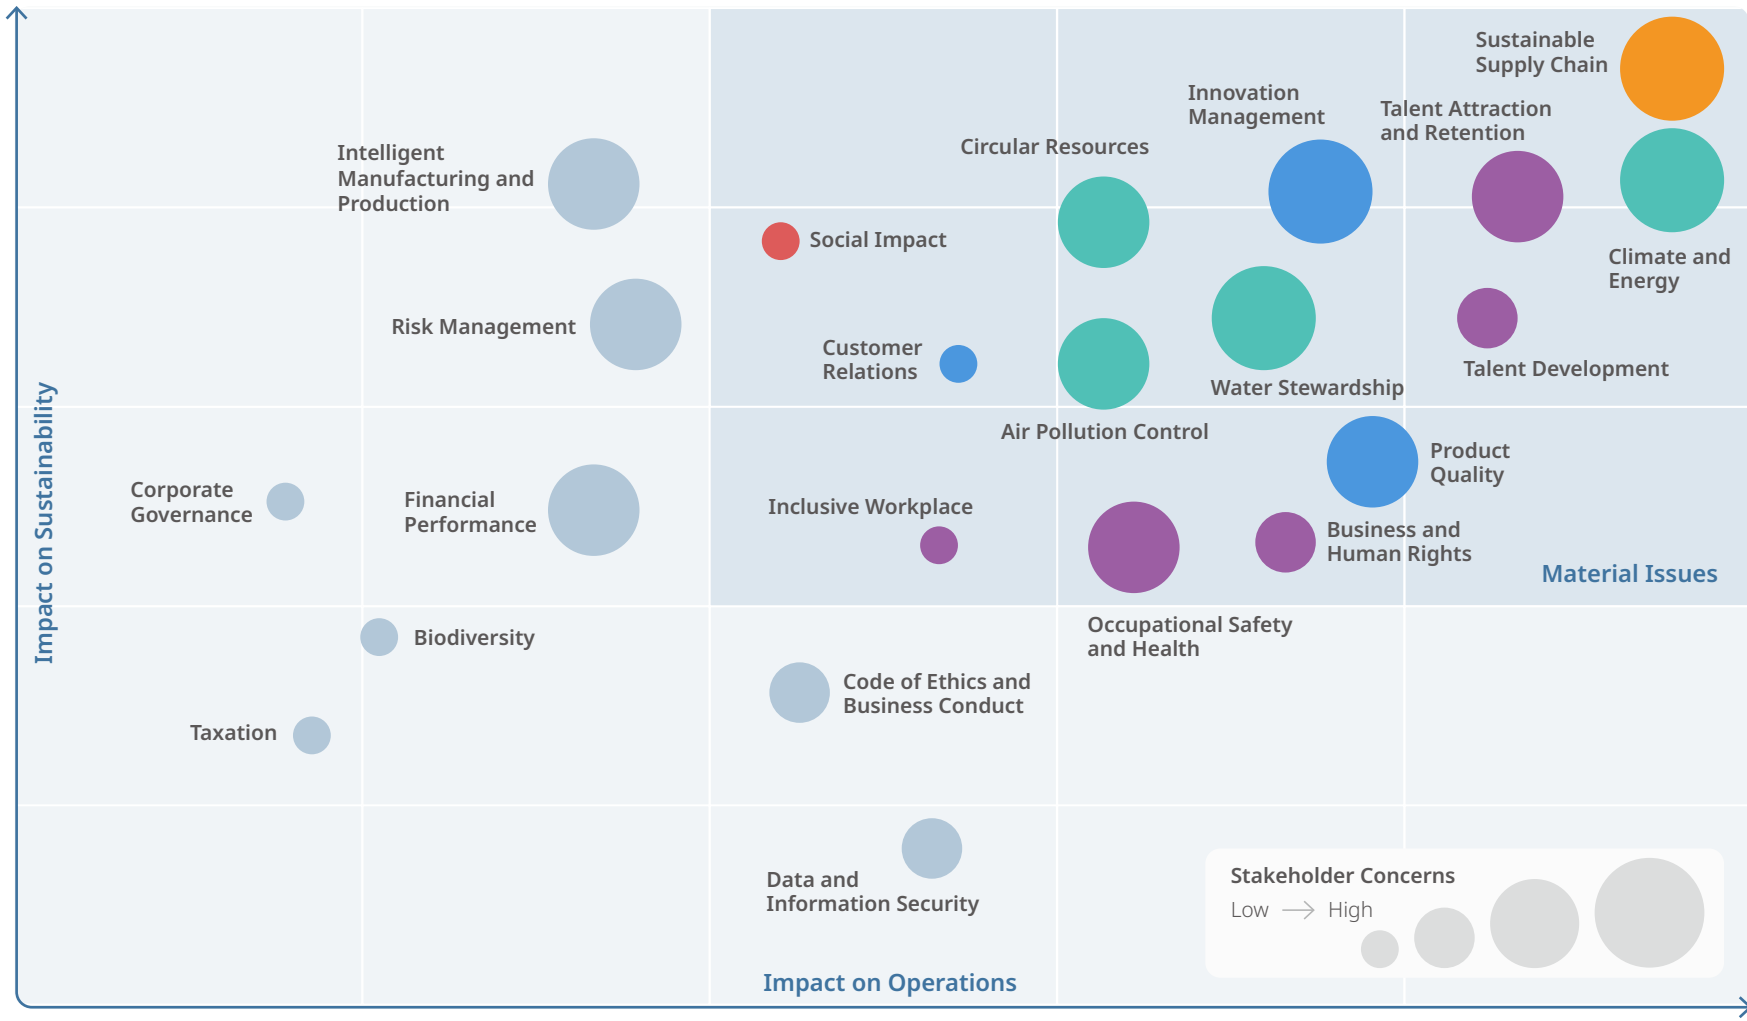 Sustainable
Supply Chain
Innovation
Management
Talent Attraction
and Retention
Circular Resources
Intelligent
Manufacturing and
Production
Social Impact
Climate and
Energy
Risk Management
Customer
Relations
Talent Development
Water Stewardship
Air Pollution Control
Product
Quality
Corporate
Governance
Financial
Performance
Inclusive Workplace
Business and
Human Rights
Material Issues
Impact on Sustainability
Occupational Safety
and Health
Biodiversity
Code of Ethics and
Business Conduct
Taxation
Data and
Information Security
Stakeholder Concerns
Low → High
Impact on Operations